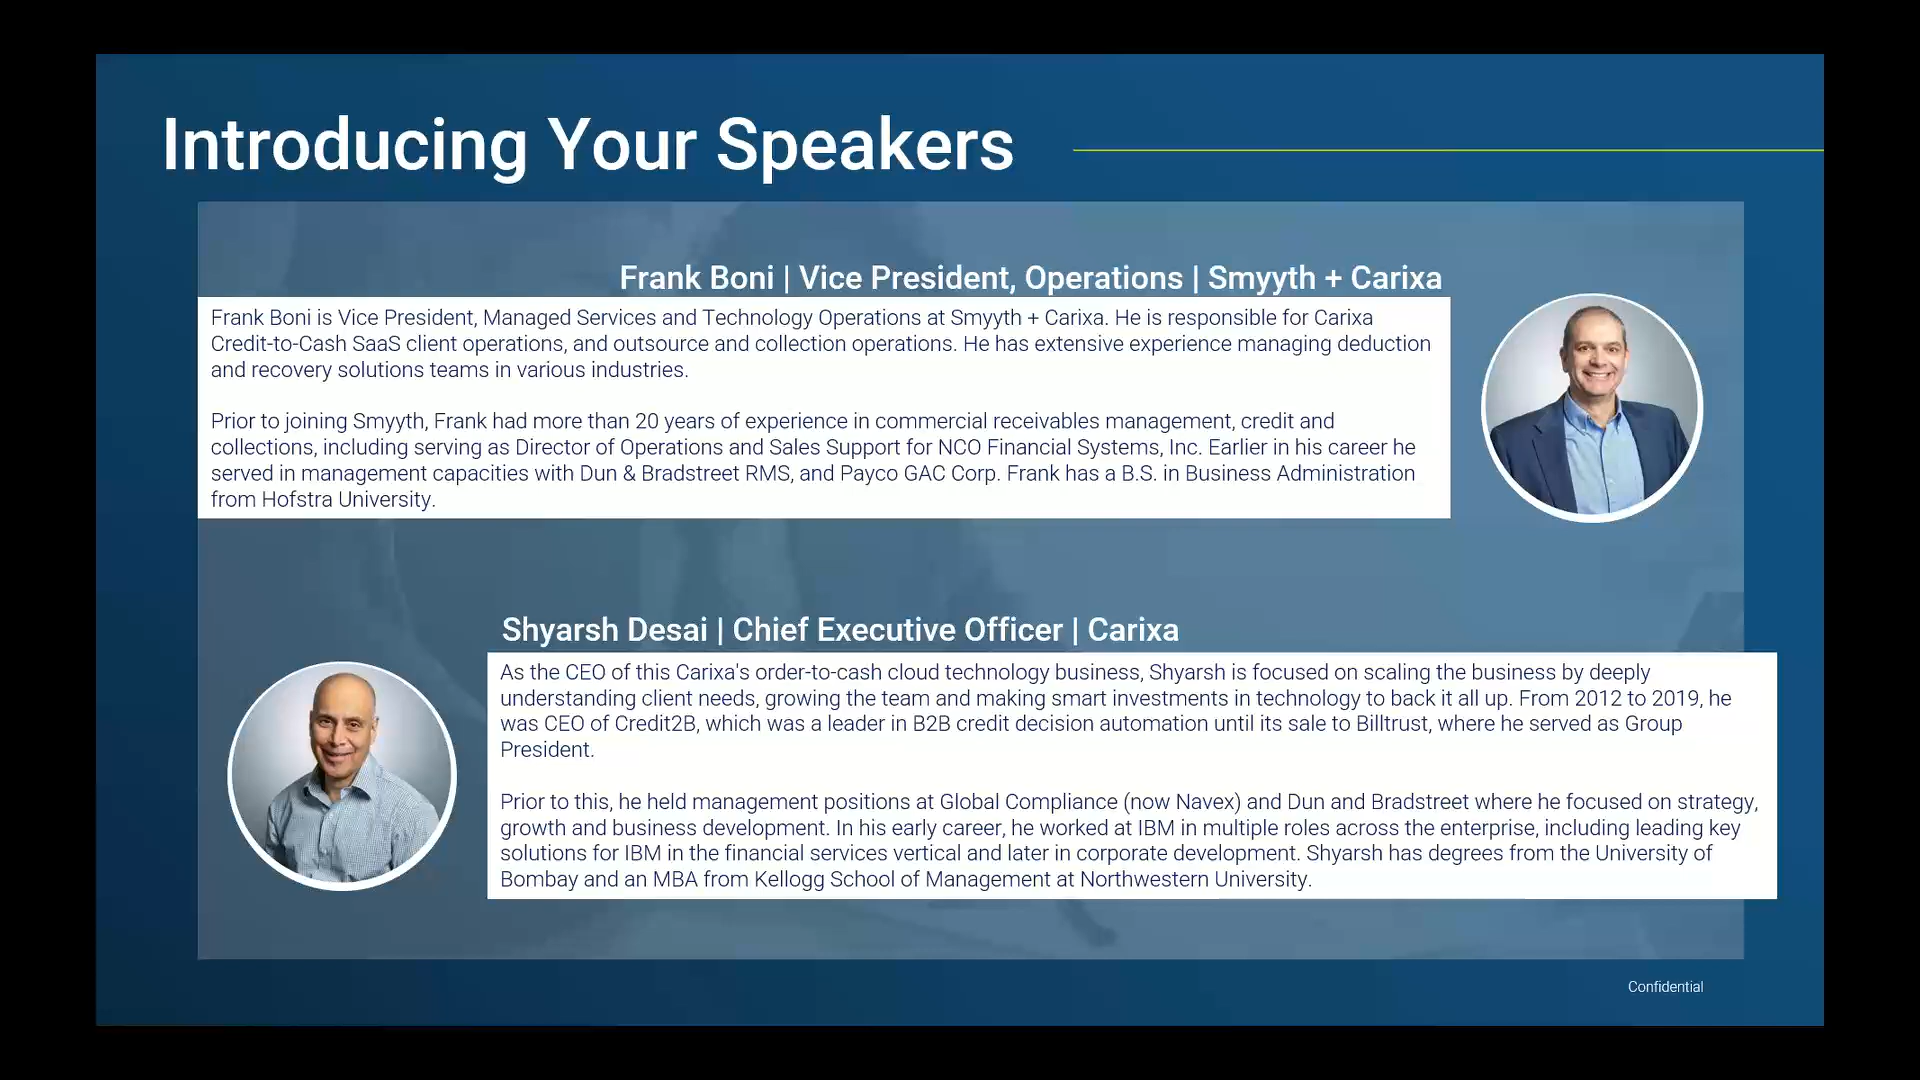 Introducing Your Speakers
Frank Boni | Vice President, Operations | Smyyth + Carixa
Frank Boni is Vice President, Managed Services and Technology Operations at Smyyth + Carixa. He is responsible for Carixa
Credit-to-Cash SaaS client operations, and outsource and collection operations. He has extensive experience managing deduction
and recovery solutions teams in various industries.
Prior to joining Smyyth, Frank had more than 20 years of experience in commercial receivables management, credit and
collections, including serving as Director of Operations and Sales Support for NCO Financial Systems, Inc. Earlier in his career he
served in management capacities with Dun & Bradstreet RMS, and Payco GAC Corp. Frank has a B.S. in Business Administration
from Hofstra University.
Shyarsh Desai | Chief Executive Officer | Carixa
As the CEO of this Carixa's order-to-cash cloud technology business, Shyarsh is focused on scaling the business by deeply
understanding client needs, growing the team and making smart investments in technology to back it all up. From 2012 to 2019, he
was CEO of Credit2B, which was a leader in B2B credit decision automation until its sale to Billtrust, where he served as Group
President.
Prior to this, he held management positions at Global Compliance (now Navex) and Dun and Bradstreet where he focused on strategy,
growth and business development. In his early career, he worked at IBM in multiple roles across the enterprise, including leading key
solutions for IBM in the financial services vertical and later in corporate development. Shyarsh has degrees from the University of
Bombay and an MBA from Kellogg School of Management at Northwestern University.
Confidential